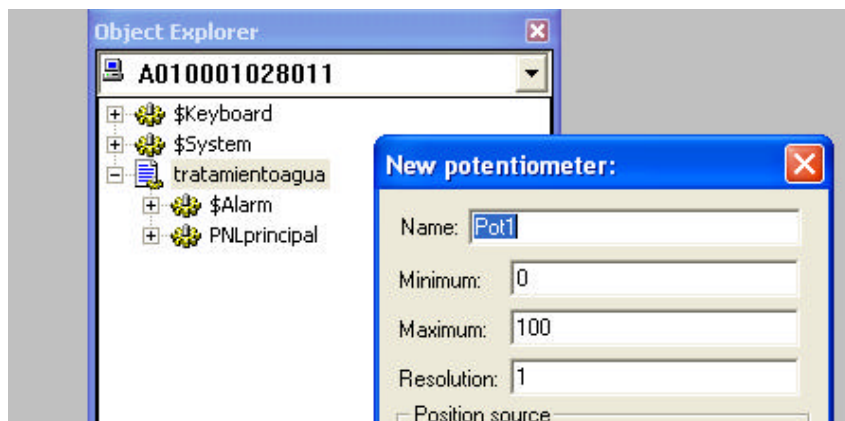 Object Explorer
A010001028011
$Keyboard
$System
tratamientoagua
$Alarm
PNLprincipal
New potentiometer:
Name: Pot1
Minimum: 0
Maximum: 100
Resolution: 1
Position source